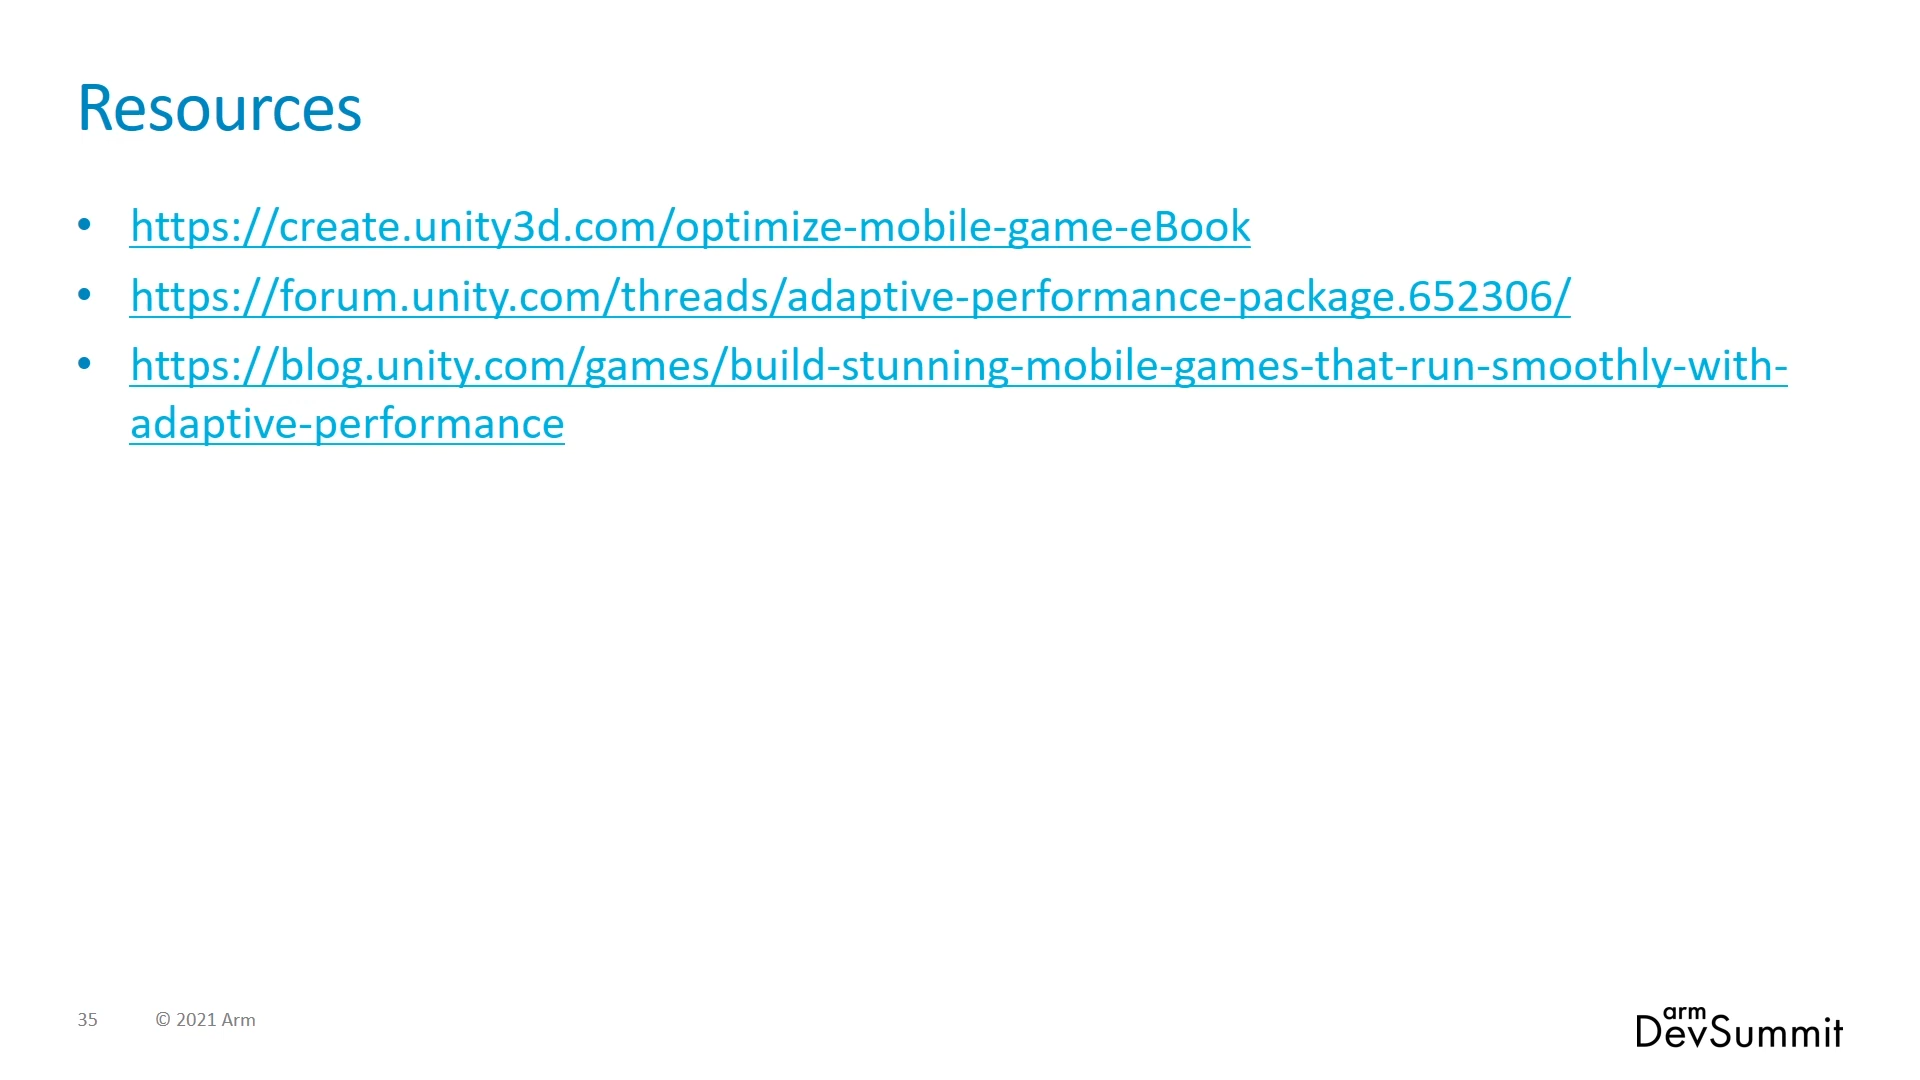 Resources
• https://create.unity3d.com/optimize-mobile-game-eBook
• https://forum.unity.com/threads/adaptive-performance-package.652306/
• https://blog.unity.com/games/build-stunning-mobile-games-that-run-smoothly-with-
adaptive-performance
35 © 2021 Arm
arm
DevSummit